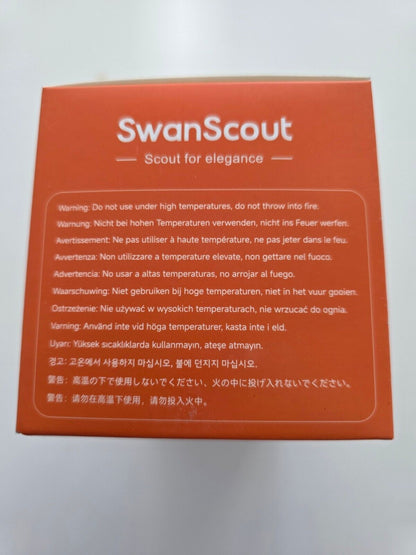 SwanScout
Scout for elegance
Warning: Do not use under high temperatures, do not throw into fire.
Warnung: Nicht bei hohen Temperaturen verwenden, nicht ins Feuer werfen.
Avertissement: Ne pas utiliser à haute température, ne pas jeter dans le feu.
Avvertenza: Non utilizzare a temperature elevate, non gettare nel fuoco.
Advertencia: No usar a altas temperaturas, no arrojar al fuego.
Waarschuwing: Niet gebruiken bij hoge temperaturen, niet in het vuur gooien.
Ostrzeżenie: Nie używać w wysokich temperaturach, nie wrzucać do ognia.
Varning: Använd inte vid höga temperaturer, kasta inte i eld.
Uyarı: Yüksek sıcaklıklarda kullanmayın, ateşe atmayın.
경고: 고온에서 사용하지 마십시오, 불에 던지지 마십시오.
警告：高温の下で使用しないでください、火の中に投げ入れないでください。
警告：请勿在高温下使用，请勿投入火中。